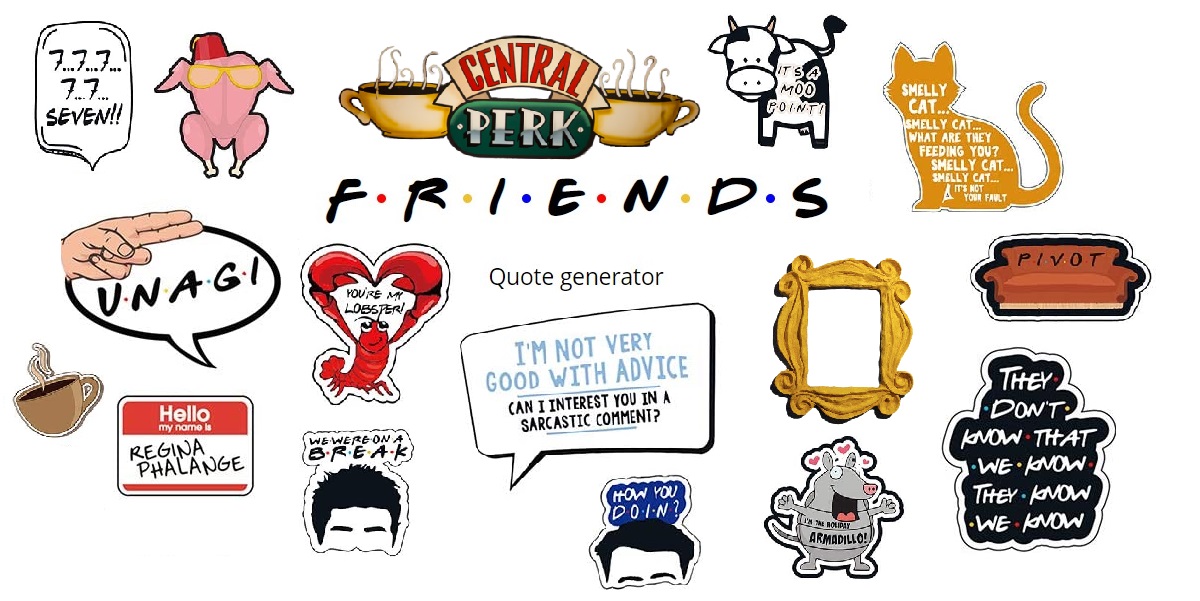 7..7..7..
7..7...
SEVEN!!
CENTRAL
PERK
IT'S A
MOO
POINT!
SMELLY
CAT...
SMELLY CAT...
WHAT ARE THEY
FEEDING YOU?
SMELLY CAT...
SMELLY CAT...
IT'S NOT
YOUR FAULT
F•R•I•E•N•D•S
U•N•A•G•I
YOU'RE MY
LOBSTER!
Quote generator
I'M NOT VERY
GOOD WITH ADVICE
CAN I INTEREST YOU IN A
SARCASTIC COMMENT?
PIVOT
Hello
my name is
REGINA
PHALANGE
WE WERE ON A
B•R•E•A•K
HOW YOU
D•O•I•N?
I'M THE HOLIDAY
ARMADILLO!
THEY•
•DON'T•
KNOW•THAT
•WE•KNOW•
THEY•KNOW
•WE•KNOW